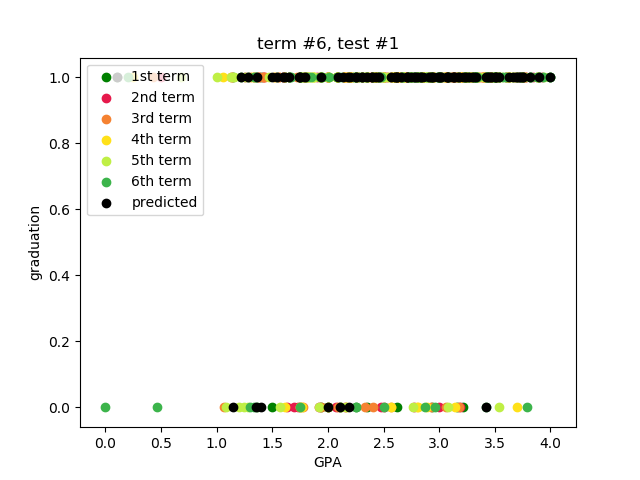 term #6, test #1
1.0
0.8
0.6
0.4
0.2
0.0
graduation
1st term
2nd term
3rd term
4th term
5th term
6th term
predicted
0.0 0.5 1.0 1.5 2.0 2.5 3.0 3.5 4.0
GPA